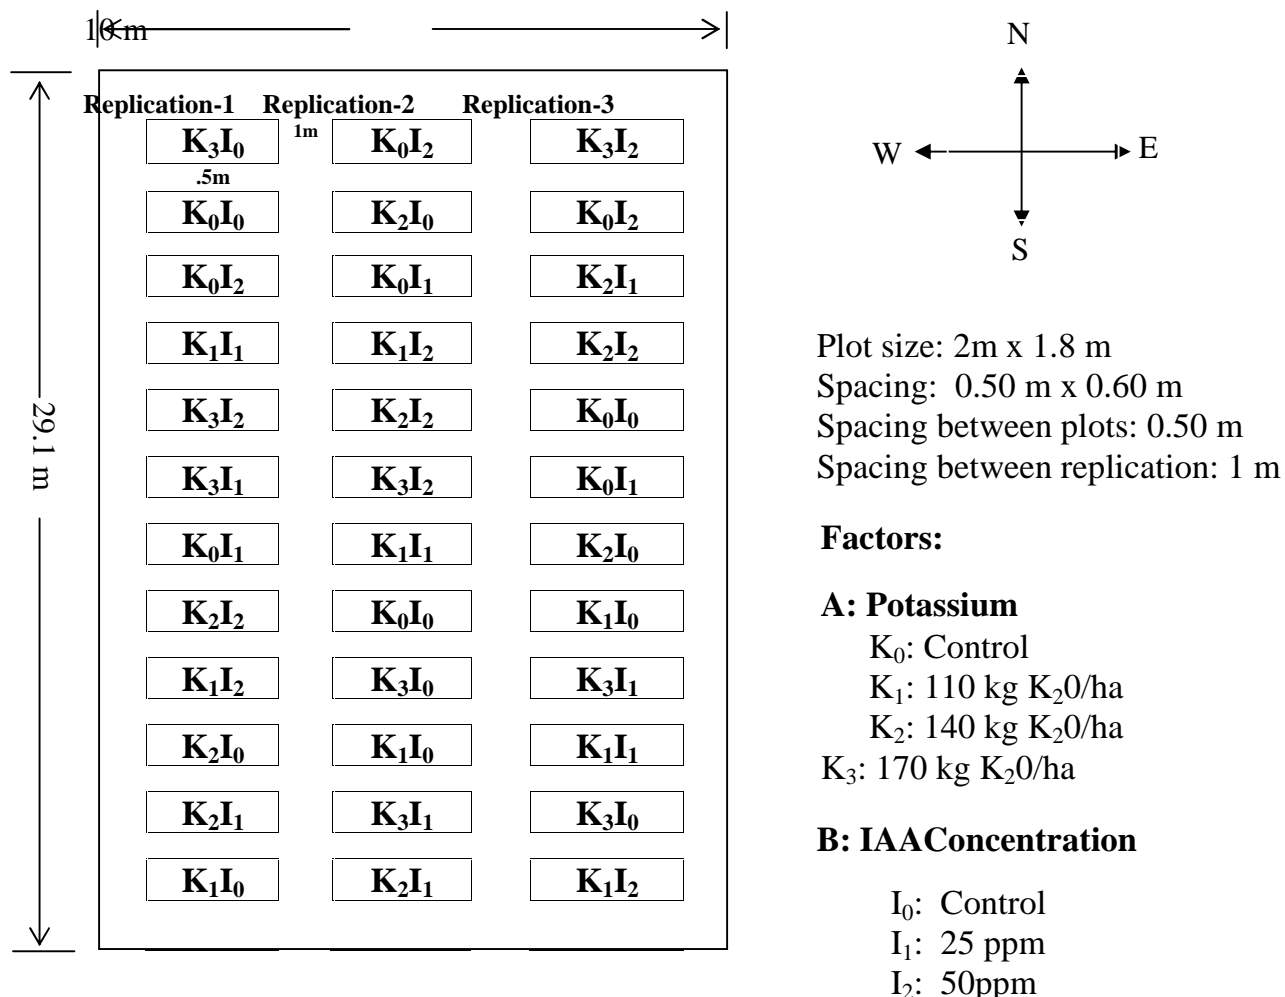 10 m
N
Replication-1 Replication-2 Replication-3
1m
K₃I₀ K₀I₂ K₃I₂
W E
.5m
K₀I₀ K₂I₀ K₀I₂
S
K₀I₂ K₀I₁ K₂I₁
K₁I₁ K₁I₂ K₂I₂
K₃I₂ K₂I₂ K₀I₀
K₃I₁ K₃I₂ K₀I₁
K₀I₁ K₁I₁ K₂I₀
K₂I₂ K₀I₀ K₁I₀
K₁I₂ K₃I₀ K₃I₁
K₂I₀ K₁I₀ K₁I₁
K₂I₁ K₃I₁ K₃I₀
K₁I₀ K₂I₁ K₁I₂
29.1 m
Plot size: 2m x 1.8 m
Spacing: 0.50 m x 0.60 m
Spacing between plots: 0.50 m
Spacing between replication: 1 m
Factors:
A: Potassium
K₀: Control
K₁: 110 kg K₂0/ha
K₂: 140 kg K₂0/ha
K₃: 170 kg K₂0/ha
B: IAAConcentration
I₀: Control
I₁: 25 ppm
I₂: 50ppm